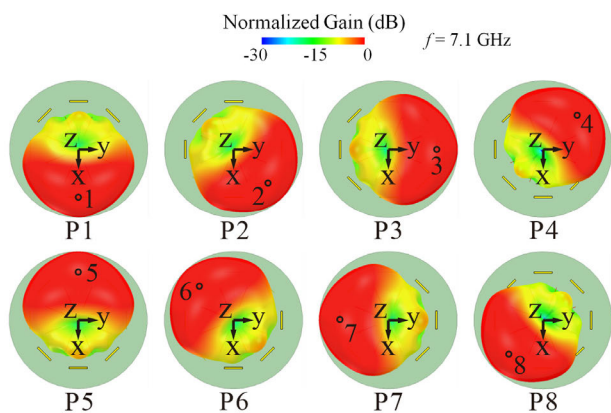 Normalized Gain (dB)
f = 7.1 GHz
-30 -15 0
Z y X 1
Z y X 2
Z y X 3
Z y X 4
P1 P2 P3 P4
Z y X 5
Z y X 6
Z y X 7
Z y X 8
P5 P6 P7 P8